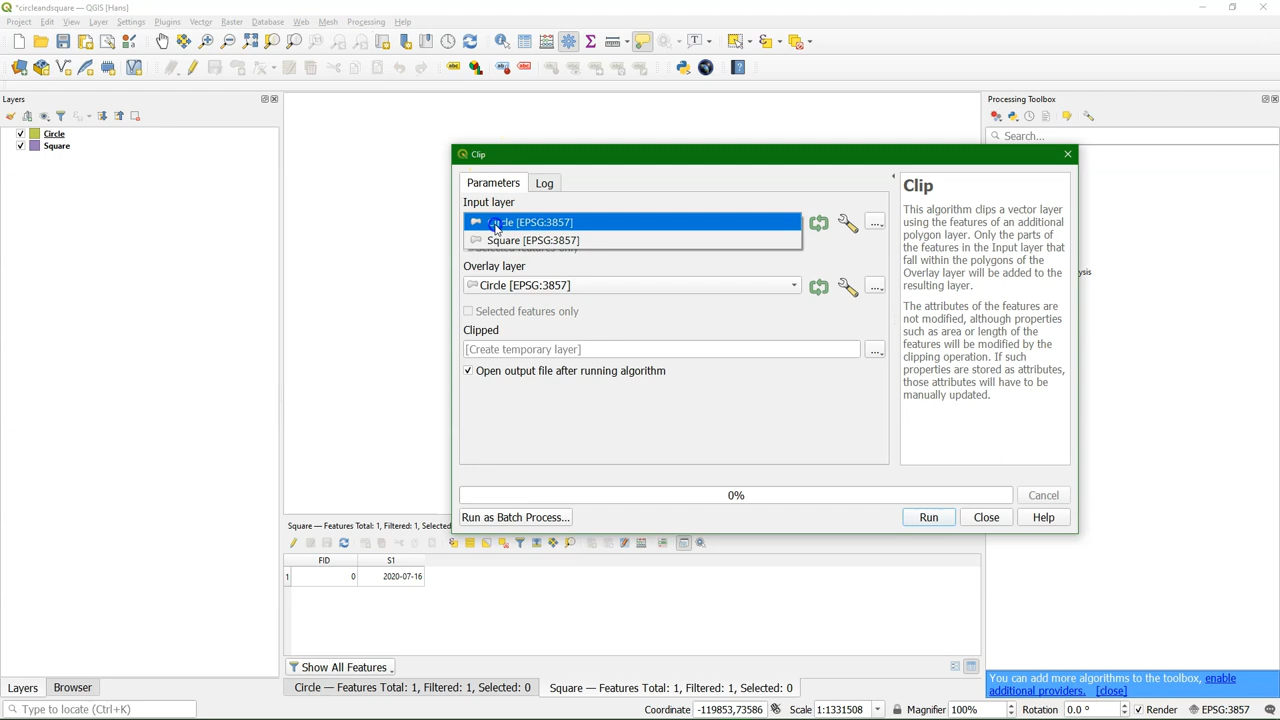 *circleandsquare — QGIS [Hans]
Project Edit View Layer Settings Plugins Vector Raster Database Web Mesh Processing Help
Layers
Circle
Square
Processing Toolbox
Search...
Clip
Parameters Log
Input layer
Circle [EPSG:3857]
Square [EPSG:3857]
Selected features only
Overlay layer
Circle [EPSG:3857]
Selected features only
Clipped
[Create temporary layer]
Open output file after running algorithm
Clip
This algorithm clips a vector layer
using the features of an additional
polygon layer. Only the parts of
the features in the Input layer that
fall within the polygons of the
Overlay layer will be added to the
resulting layer.
The attributes of the features are
not modified, although properties
such as area or length of the
features will be modified by the
clipping operation. If such
properties are stored as attributes,
those attributes will have to be
manually updated.
ysis
0%
Cancel
Run as Batch Process...
Run Close Help
Square — Features Total: 1, Filtered: 1, Selected
FID S1
1 0 2020-07-16
Show All Features
Circle — Features Total: 1, Filtered: 1, Selected: 0 Square — Features Total: 1, Filtered: 1, Selected: 0
You can add more algorithms to the toolbox, enable
additional providers. [close]
Layers Browser
Type to locate (Ctrl+K) Coordinate -119853,73586 Scale 1:1331508 Magnifier 100% Rotation 0.0 ° Render EPSG:3857